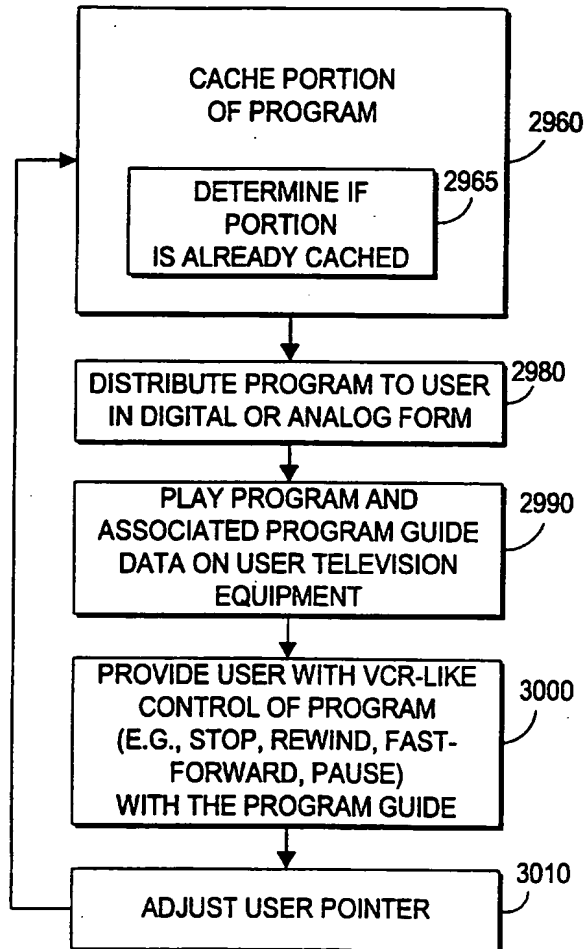 CACHE PORTION
OF PROGRAM
2960
DETERMINE IF
PORTION
IS ALREADY CACHED
2965
DISTRIBUTE PROGRAM TO USER
IN DIGITAL OR ANALOG FORM
2980
PLAY PROGRAM AND
ASSOCIATED PROGRAM GUIDE
DATA ON USER TELEVISION
EQUIPMENT
2990
PROVIDE USER WITH VCR-LIKE
CONTROL OF PROGRAM
(E.G., STOP, REWIND, FAST-
FORWARD, PAUSE)
WITH THE PROGRAM GUIDE
3000
ADJUST USER POINTER
3010